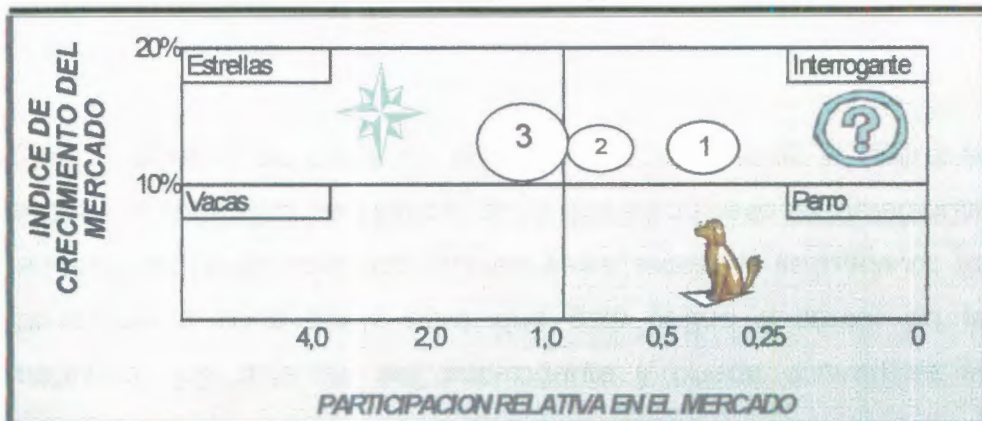 INDICE DE
CRECIMIENTO DEL
MERCADO
20%
Estrellas
Interrogante
?
3
2
1
10%
Vacas
Perro
4,0 2,0 1,0 0,5 0,25 0
PARTICIPACION RELATIVA EN EL MERCADO